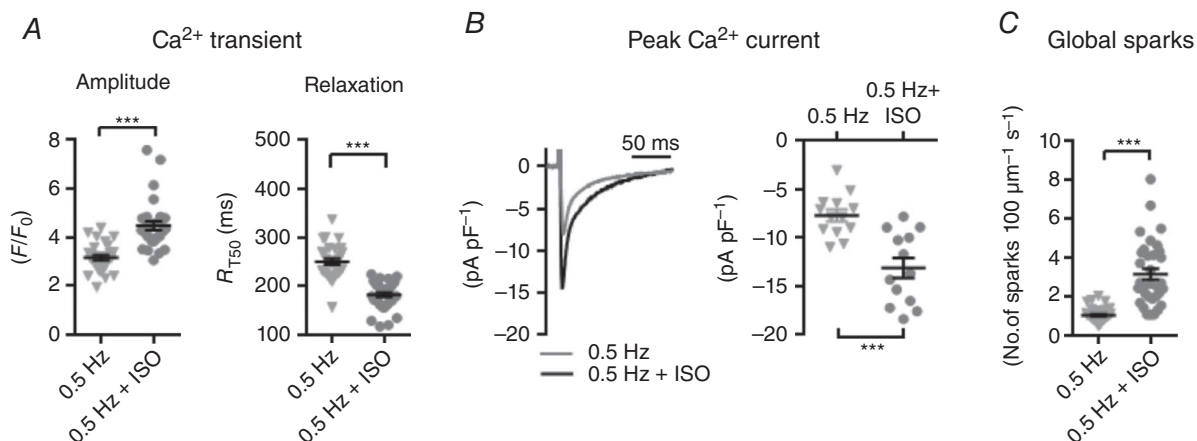 A
Ca²⁺ transient
Amplitude
***
8
6
4
2
0
(F/F₀)
0.5 Hz
0.5 Hz + ISO
Relaxation
***
500
400
300
200
100
R_T50 (ms)
0.5 Hz
0.5 Hz + ISO
B
Peak Ca²⁺ current
50 ms
0
−5
−10
−15
−20
(pA pF⁻¹)
0.5 Hz
0.5 Hz + ISO
0.5 Hz
0.5 Hz+
ISO
0
−5
−10
−15
−20
(pA pF⁻¹)
***
C
Global sparks
***
10
8
6
4
2
0
(No.of sparks 100 µm⁻¹ s⁻¹)
0.5 Hz
0.5 Hz + ISO